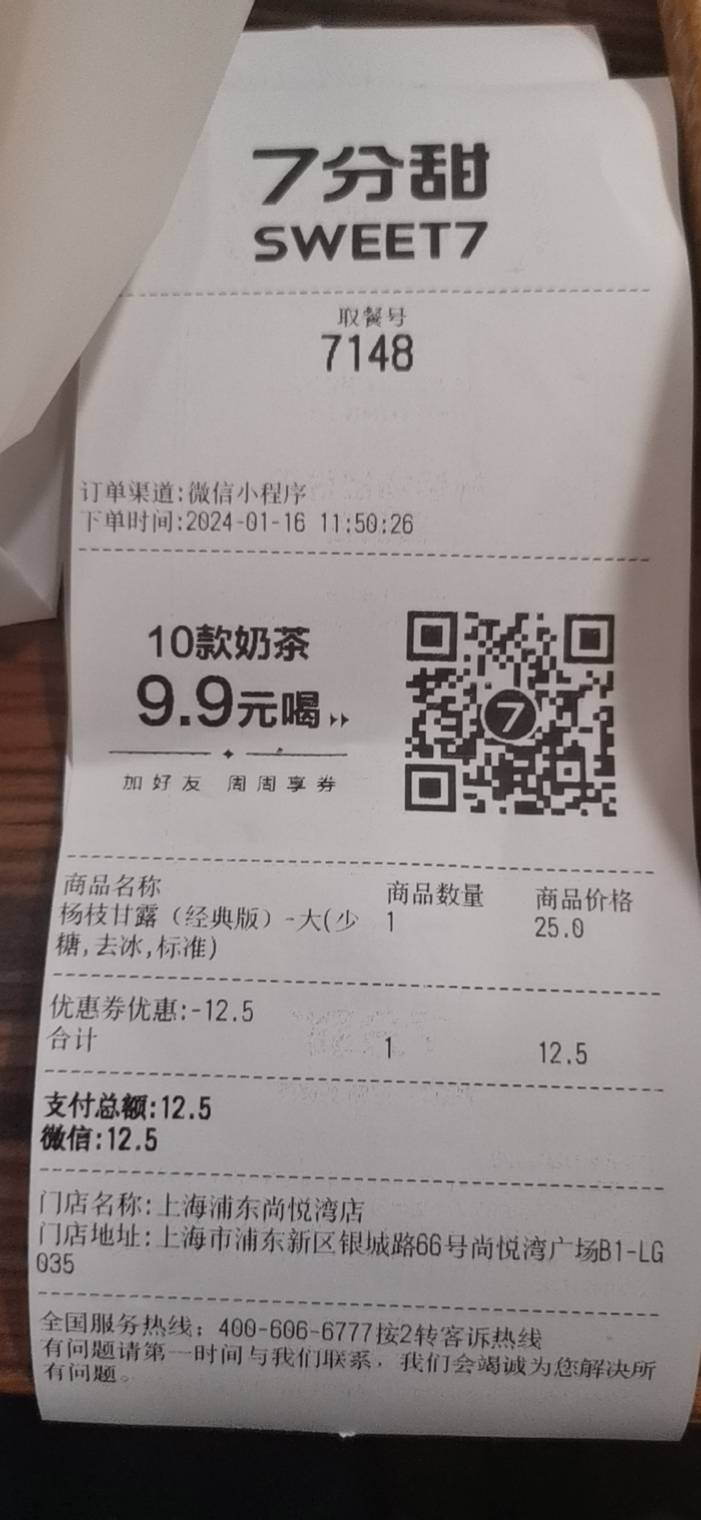 7分甜
SWEET7
取餐号
7148
订单渠道:微信小程序
下单时间:2024-01-16 11:50:26
10款奶茶
9.9元喝
加好友 周周享券
7
商品名称 商品数量 商品价格
杨枝甘露（经典版）-大(少 1 25.0
糖,去冰,标准)
优惠券优惠:-12.5
合计 1 12.5
支付总额:12.5
微信:12.5
门店名称:上海浦东尚悦湾店
门店地址:上海市浦东新区银城路66号尚悦湾广场B1-LG
035
全国服务热线：400-606-6777按2转客诉热线
有问题请第一时间与我们联系，我们会竭诚为您解决所
有问题。